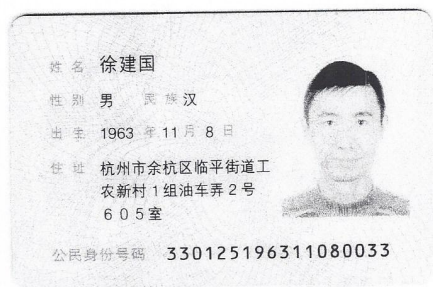 姓名 徐建国
性别 男 民族 汉
出生 1963 年 11 月 8 日
住址 杭州市余杭区临平街道工
农新村1组油车弄2号
605室
公民身份号码 330125196311080033